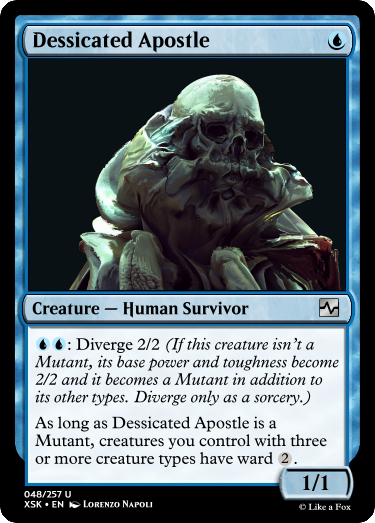 Dessicated Apostle
Creature — Human Survivor
: Diverge 2/2 (If this creature isn't a
Mutant, its base power and toughness become
2/2 and it becomes a Mutant in addition to
its other types. Diverge only as a sorcery.)
As long as Dessicated Apostle is a
Mutant, creatures you control with three
or more creature types have ward 2.
1/1
048/257 U
XSK • EN Lorenzo Napoli
© Like a Fox